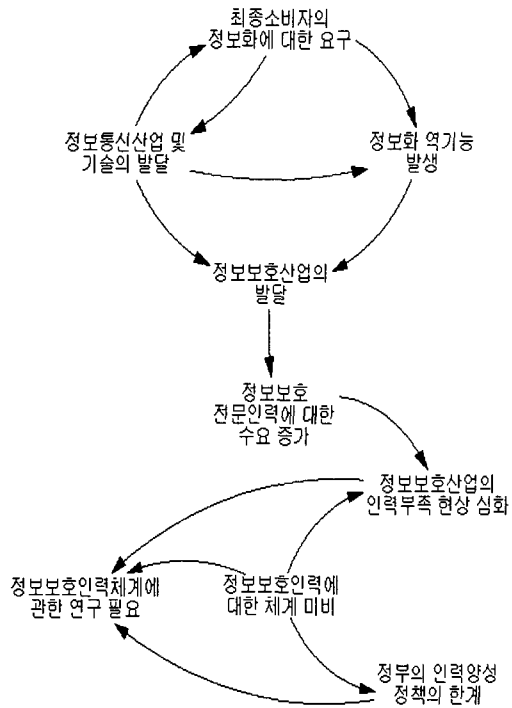 최종소비자의
정보화에 대한 요구
정보통신산업 및
기술의 발달
정보화 역기능
발생
정보보호산업의
발달
정보보호
전문인력에 대한
수요 증가
정보보호산업의
인력부족 현상 심화
정보보호인력체계에
관한 연구 필요
정보보호인력에
대한 체계 미비
정부의 인력양성
정책의 한계